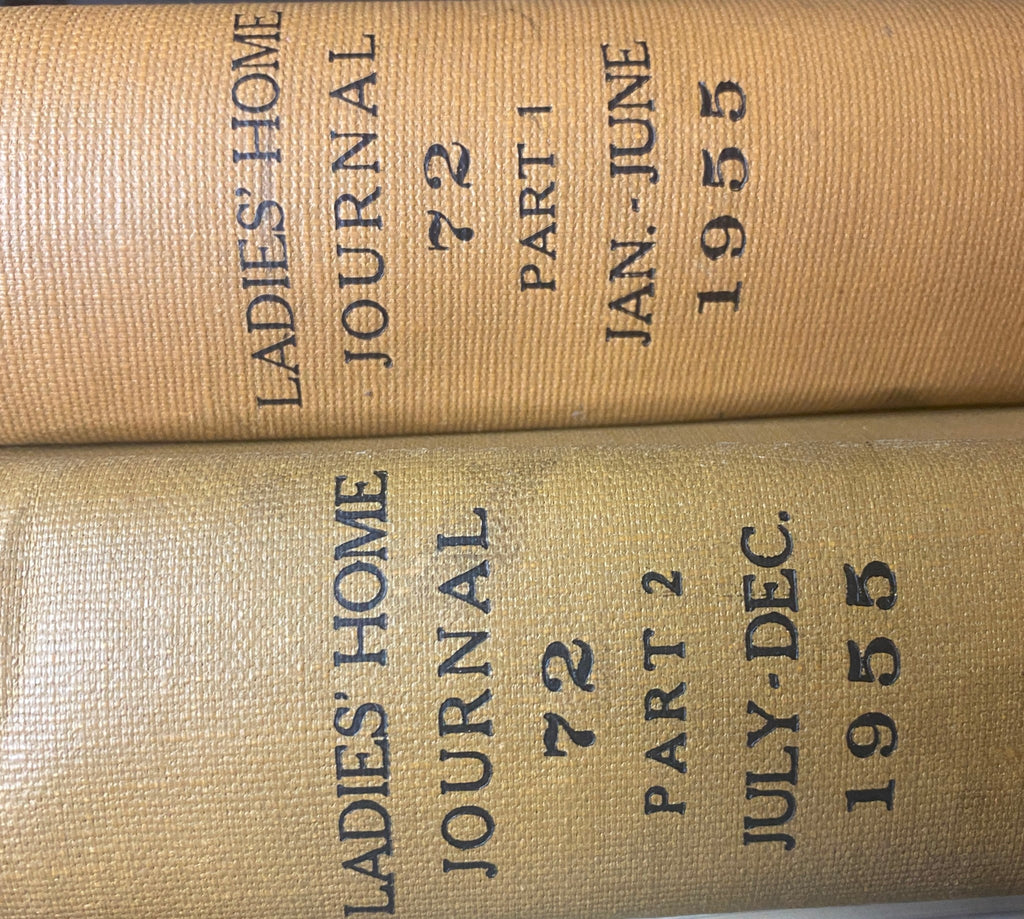 LADIES' HOME
JOURNAL
72
PART 1
JAN.-JUNE
1955
LADIES' HOME
JOURNAL
72
PART 2
JULY-DEC.
1955